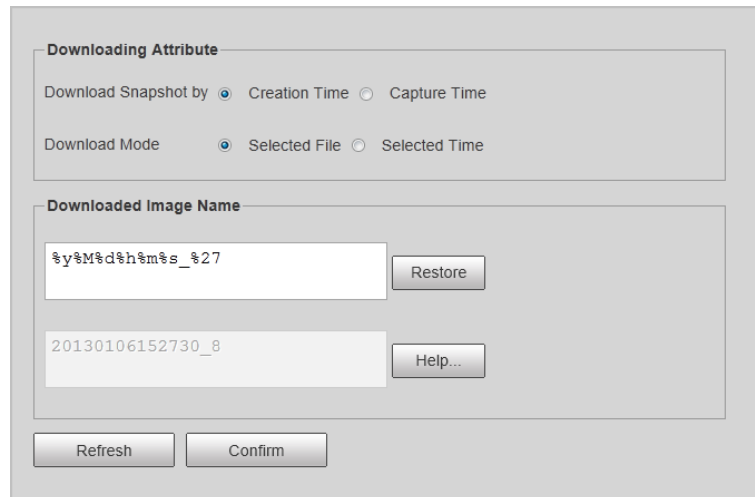 Downloading Attribute
Download Snapshot by Creation Time Capture Time
Download Mode Selected File Selected Time
Downloaded Image Name
%y%M%d%h%m%s_%27
Restore
20130106152730_8
Help...
Refresh Confirm